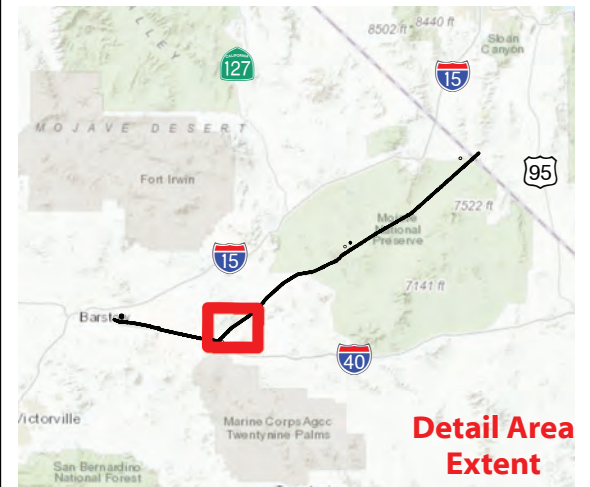 8502 ft 8440 ft
Sloan
Canyon
VALLEY
CALIFORNIA
127
15
MOJAVE DESERT
Fort Irwin
95
7522 ft
Mojave
National
Preserve
15
7141 ft
Barstow
40
Victorville
Marine Corps Agcc
Twentynine Palms
Detail Area
Extent
San Bernardino
National Forest